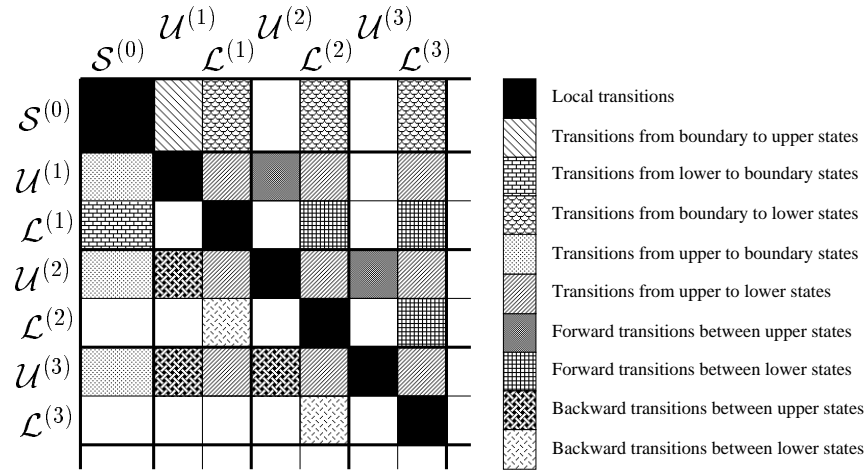 𝒰(1) 𝒰(2) 𝒰(3)
𝒮(0) ℒ(1) ℒ(2) ℒ(3)
𝒮(0)
𝒰(1)
ℒ(1)
𝒰(2)
ℒ(2)
𝒰(3)
ℒ(3)
Local transitions
Transitions from boundary to upper states
Transitions from lower to boundary states
Transitions from boundary to lower states
Transitions from upper to boundary states
Transitions from upper to lower states
Forward transitions between upper states
Forward transitions between lower states
Backward transitions between upper states
Backward transitions between lower states